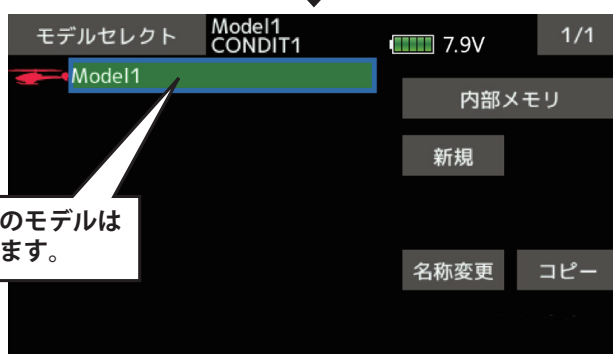 モデルセレクト
Model1
CONDIT1
7.9V
1/1
Model1
内部メモリ
新規
のモデルは
ます。
名称変更
コピー